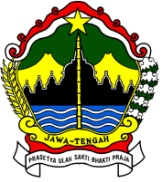 JAWA-TENGAH
PRASETYA ULAH SAKTI BHAKTI PRAJA